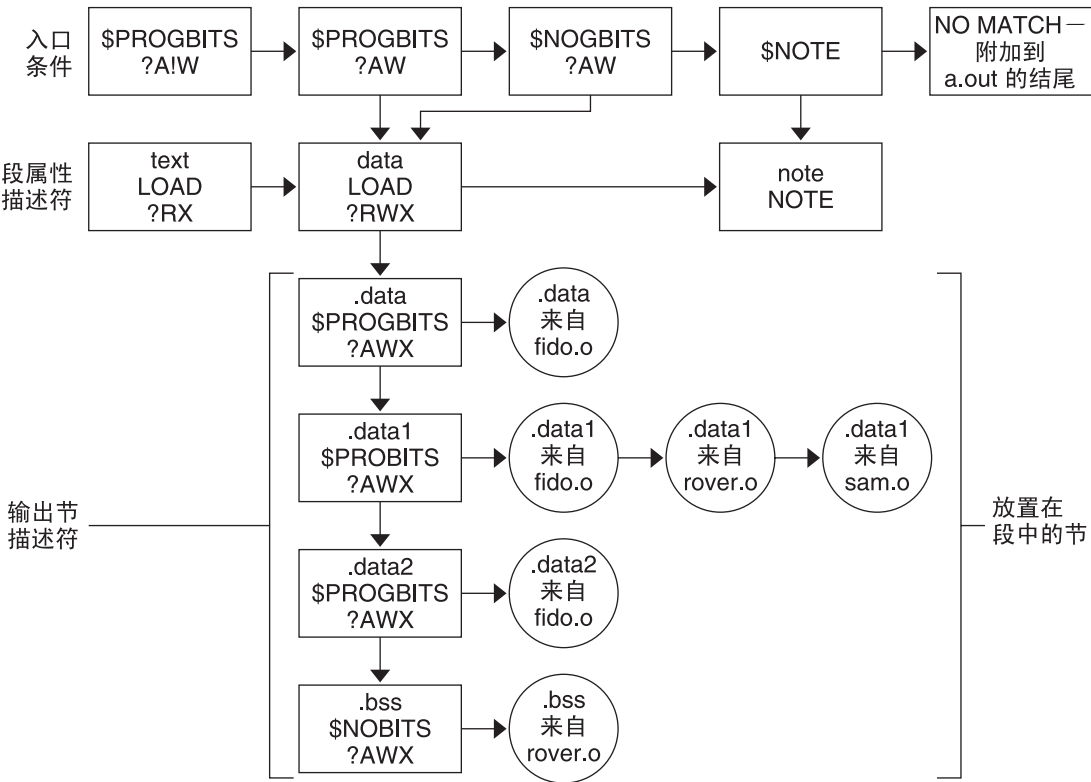 入口
条件
$PROGBITS
?A!W
$PROGBITS
?AW
$NOGBITS
?AW
$NOTE
NO MATCH—
附加到
a.out 的结尾
段属性
描述符
text
LOAD
?RX
data
LOAD
?RWX
note
NOTE
.data
$PROGBITS
?AWX
.data
来自
fido.o
.data1
$PROBITS
?AWX
.data1
来自
fido.o
.data1
来自
rover.o
.data1
来自
sam.o
输出节
描述符
放置在
段中的节
.data2
$PROGBITS
?AWX
.data2
来自
fido.o
.bss
$NOBITS
?AWX
.bss
来自
rover.o